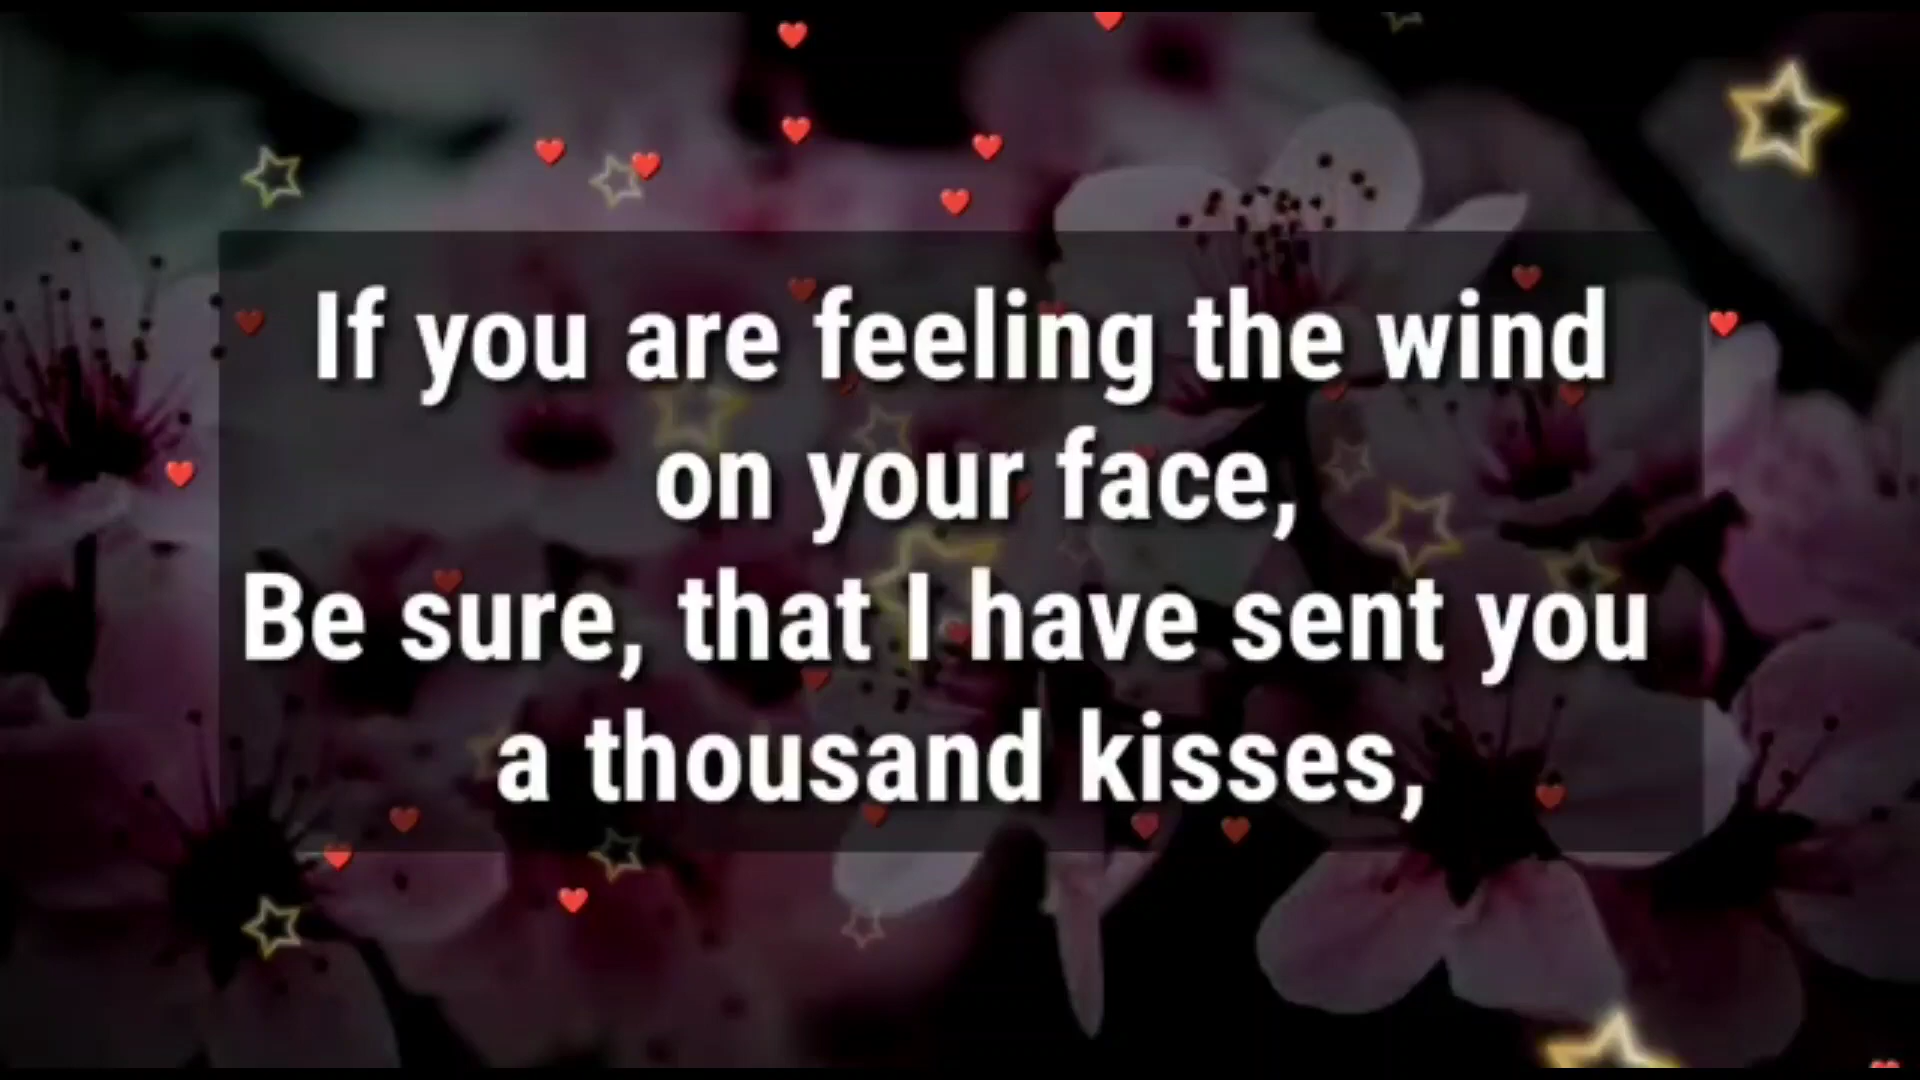 If you are feeling the wind
on your face,
Be sure, that I have sent you
a thousand kisses,